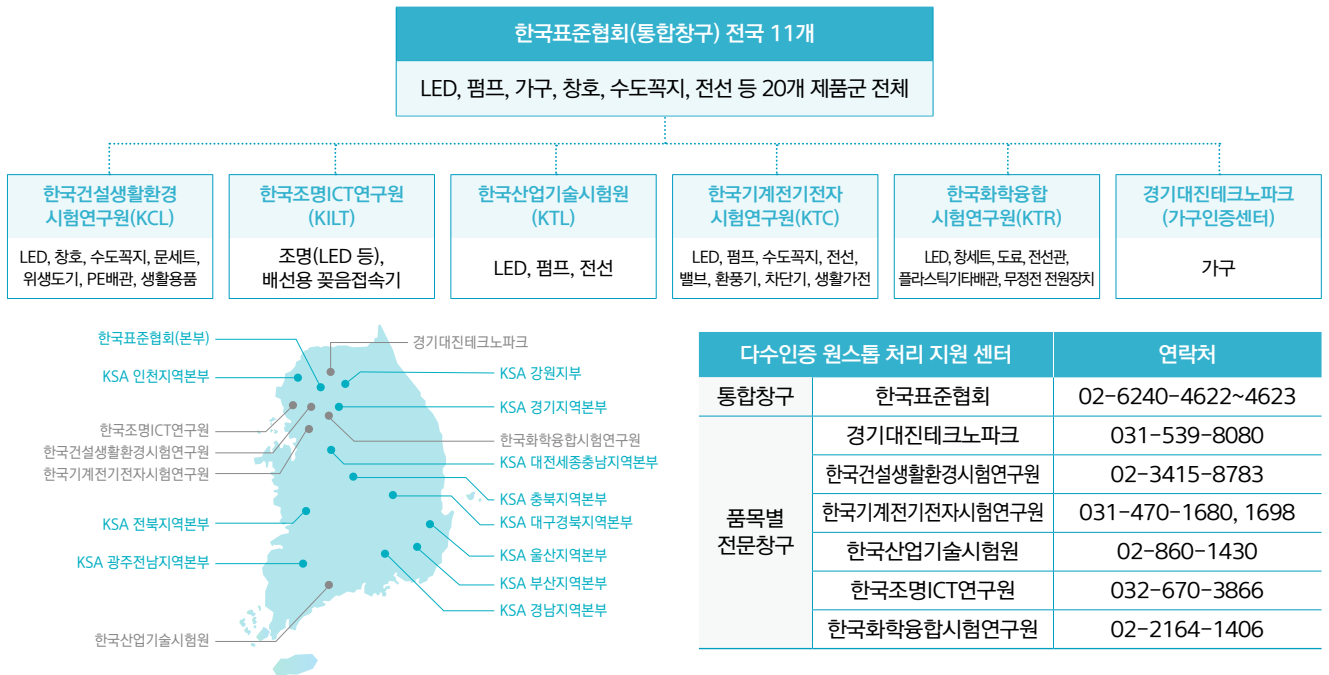 한국표준협회(통합창구) 전국 11개
LED, 펌프, 가구, 창호, 수도꼭지, 전선 등 20개 제품군 전체
한국건설생활환경
시험연구원(KCL)
LED, 창호, 수도꼭지, 문세트,
위생도기, PE배관, 생활용품
한국조명ICT연구원
(KILT)
조명(LED 등),
배선용 꽂음접속기
한국산업기술시험원
(KTL)
LED, 펌프, 전선
한국기계전기전자
시험연구원(KTC)
LED, 펌프, 수도꼭지, 전선,
밸브, 환풍기, 차단기, 생활가전
한국화학융합
시험연구원(KTR)
LED, 창세트, 도료, 전선관,
플라스틱기타배관, 무정전 전원장치
경기대진테크노파크
(가구인증센터)
가구
한국표준협회(본부)
KSA 인천지역본부
한국조명ICT연구원
한국건설생활환경시험연구원
한국기계전기전자시험연구원
KSA 전북지역본부
KSA 광주전남지역본부
한국산업기술시험원
경기대진테크노파크
KSA 강원지부
KSA 경기지역본부
한국화학융합시험연구원
KSA 대전세종충남지역본부
KSA 충북지역본부
KSA 대구경북지역본부
KSA 울산지역본부
KSA 부산지역본부
KSA 경남지역본부
다수인증 원스톱 처리 지원 센터 연락처
통합창구 한국표준협회 02-6240-4622~4623
품목별
전문창구
경기대진테크노파크 031-539-8080
한국건설생활환경시험연구원 02-3415-8783
한국기계전기전자시험연구원 031-470-1680, 1698
한국산업기술시험원 02-860-1430
한국조명ICT연구원 032-670-3866
한국화학융합시험연구원 02-2164-1406